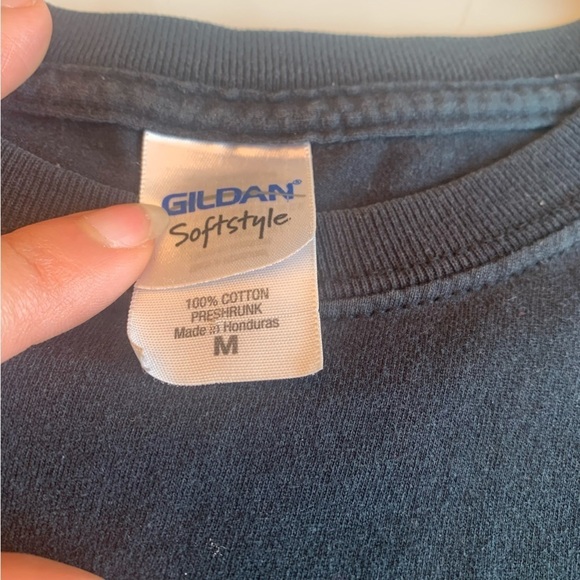 GILDAN®
Softstyle
100% COTTON
PRESHRUNK
Made in Honduras
M